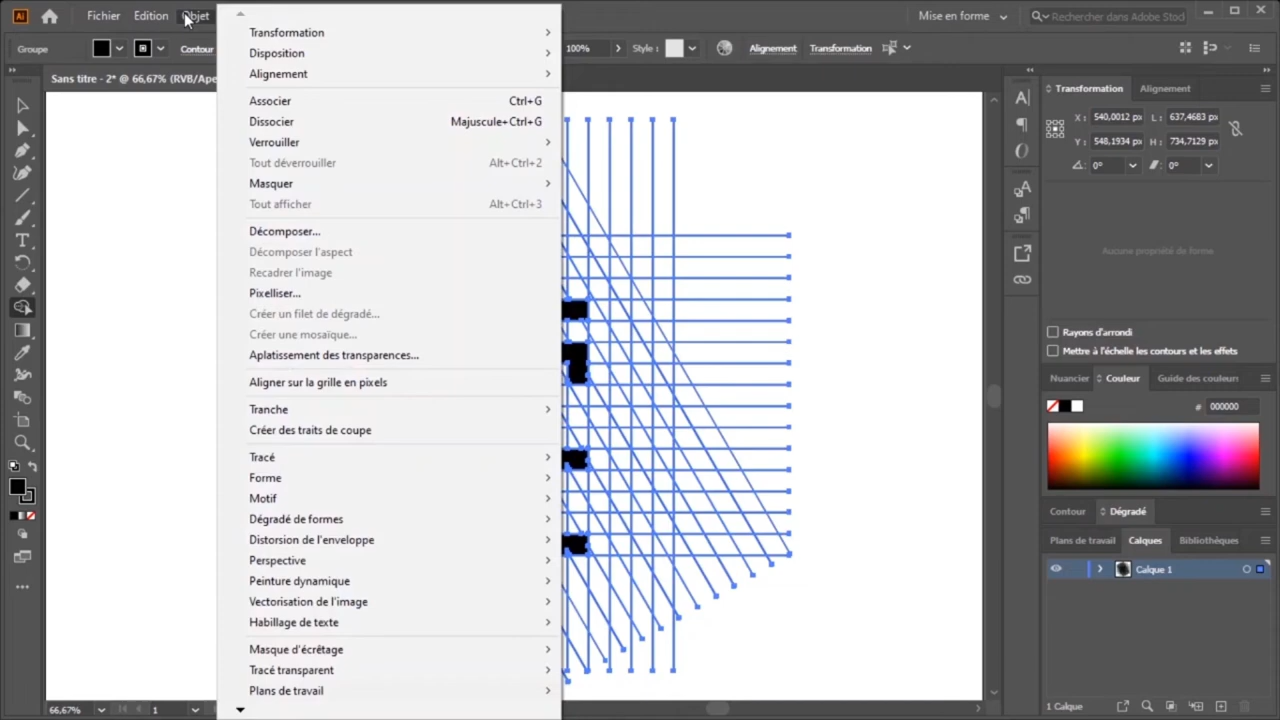 Ai Fichier Edition Objet Mise en forme Rechercher dans Adobe Stod
Groupe Contour 100% Style : Alignement Transformation
Sans titre - 2* @ 66,67% (RVB/Ape
Transformation
Disposition
Alignement
Associer Ctrl+G
Dissocier Majuscule+Ctrl+G
Verrouiller
Tout déverrouiller Alt+Ctrl+2
Masquer
Tout afficher Alt+Ctrl+3
Décomposer...
Décomposer l'aspect
Recadrer l'image
Pixelliser...
Créer un filet de dégradé...
Créer une mosaïque...
Aplatissement des transparences...
Aligner sur la grille en pixels
Tranche
Créer des traits de coupe
Tracé
Forme
Motif
Dégradé de formes
Distorsion de l'enveloppe
Perspective
Peinture dynamique
Vectorisation de l'image
Habillage de texte
Masque d'écrêtage
Tracé transparent
Plans de travail
Transformation Alignement
X : 540,0012 px L : 637,4683 px
Y : 548,1934 px H : 734,7129 px
0° 0°
Aucune propriété de forme
Rayons d'arrondi
Mettre à l'échelle les contours et les effets
Nuancier Couleur Guide des couleurs
# 000000
Contour Dégradé
Plans de travail Calques Bibliothèques
Calque 1
1 Calque
66,67% 1